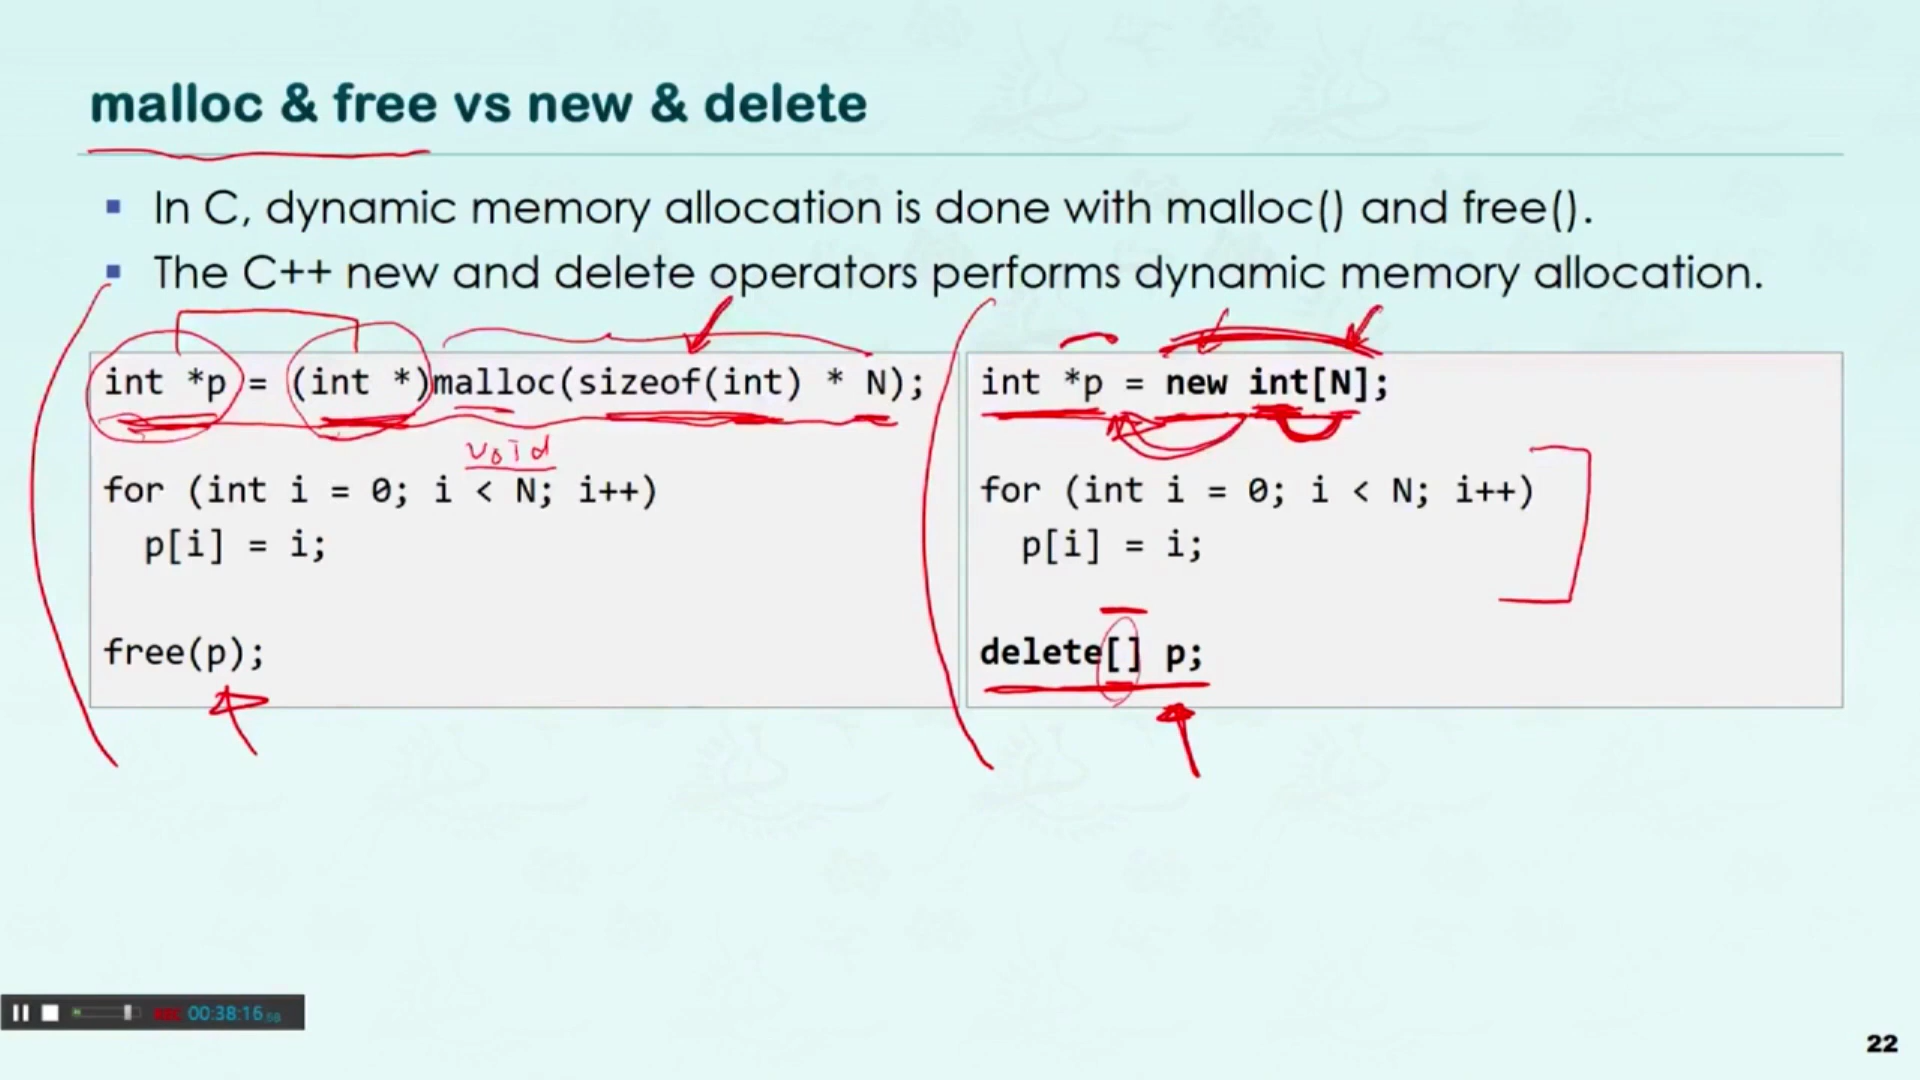 malloc & free vs new & delete
▪ In C, dynamic memory allocation is done with malloc() and free().
▪ The C++ new and delete operators performs dynamic memory allocation.
int *p = (int *)malloc(sizeof(int) * N);
void
for (int i = 0; i < N; i++)
p[i] = i;
free(p);
int *p = new int[N];
for (int i = 0; i < N; i++)
p[i] = i;
delete[] p;
REC 00:38:16.58
22